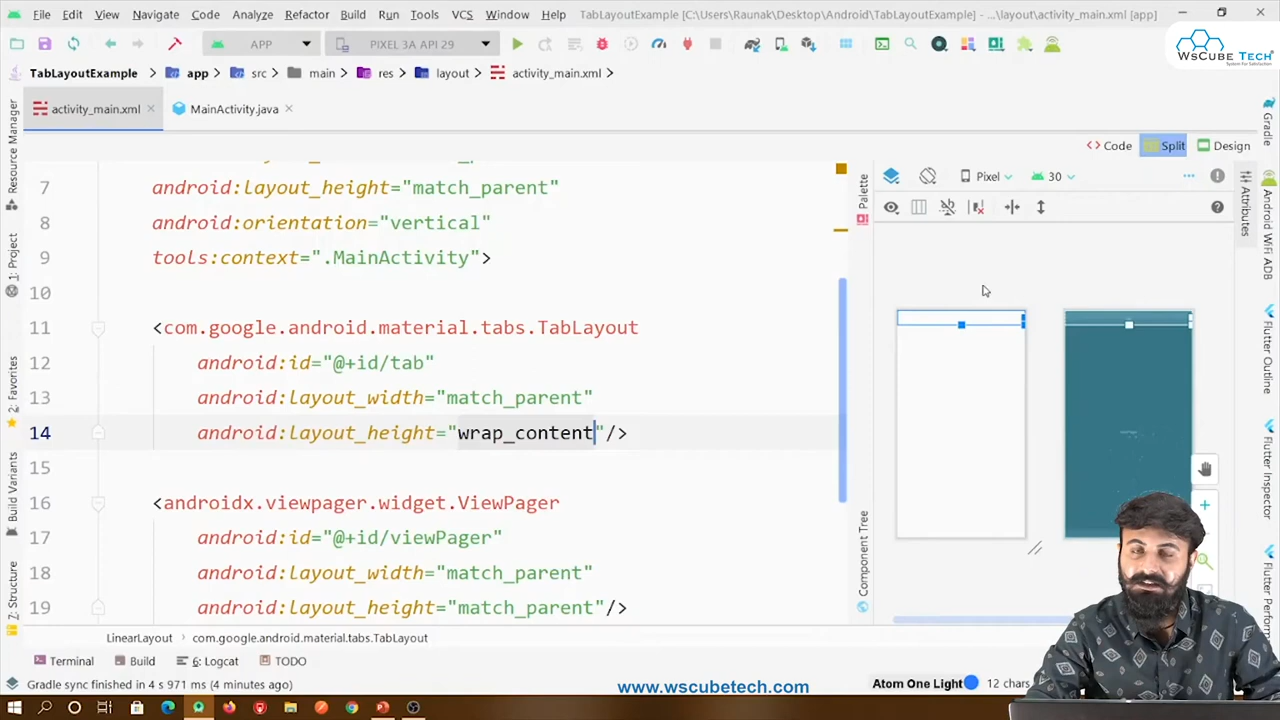 File Edit View Navigate Code Analyze Refactor Build Run Tools VCS Window Help TabLayoutExample [C:\Users\Raunak\Desktop\Android\TabLayoutExample] - ...\layout\activity_main.xml [app]
WsCube Tech
APP PIXEL 3A API 29
TabLayoutExample app src main res layout activity_main.xml
activity_main.xml MainActivity.java
Code Split Design
Pixel 30
7 android:layout_height="match_parent"
8 android:orientation="vertical"
9 tools:context=".MainActivity">
10
11 <com.google.android.material.tabs.TabLayout
12 android:id="@+id/tab"
13 android:layout_width="match_parent"
14 android:layout_height="wrap_content"/>
15
16 <androidx.viewpager.widget.ViewPager
17 android:id="@+id/viewPager"
18 android:layout_width="match_parent"
19 android:layout_height="match_parent"/>
LinearLayout com.google.android.material.tabs.TabLayout
Terminal Build 6: Logcat TODO
Gradle sync finished in 4 s 971 ms (4 minutes ago)
www.wscubetech.com
Atom One Light 12 chars
Resource Manager
1: Project
2: Favorites
Build Variants
7: Structure
Palette
Component Tree
Attributes
Gradle
Android WiFi ADB
Flutter Outline
Flutter Inspector
Flutter Perform